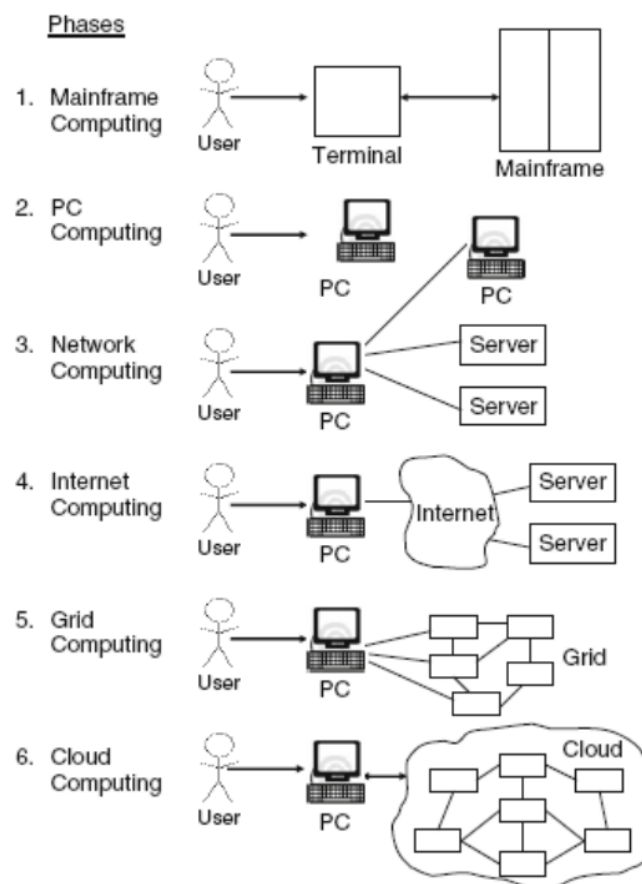 Phases
1. Mainframe
Computing
User
Terminal
Mainframe
2. PC
Computing
User
PC
PC
3. Network
Computing
User
PC
Server
Server
4. Internet
Computing
User
PC
Internet
Server
Server
5. Grid
Computing
User
PC
Grid
6. Cloud
Computing
User
PC
Cloud